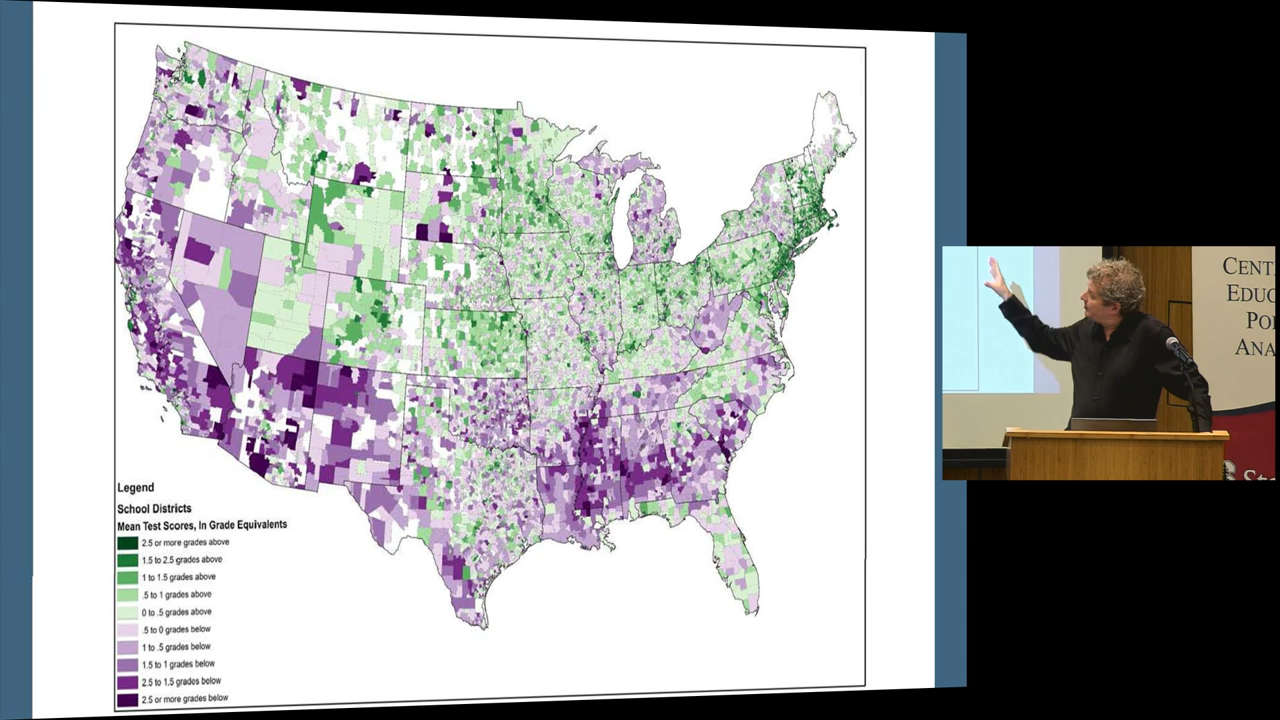 Legend
School Districts
Mean Test Scores, In Grade Equivalents
2.5 or more grades above
1.5 to 2.5 grades above
1 to 1.5 grades above
.5 to 1 grades above
0 to .5 grades above
.5 to 0 grades below
1 to .5 grades below
1.5 to 1 grades below
2.5 to 1.5 grades below
2.5 or more grades below
CENT
EDUC
PO
ANA
St